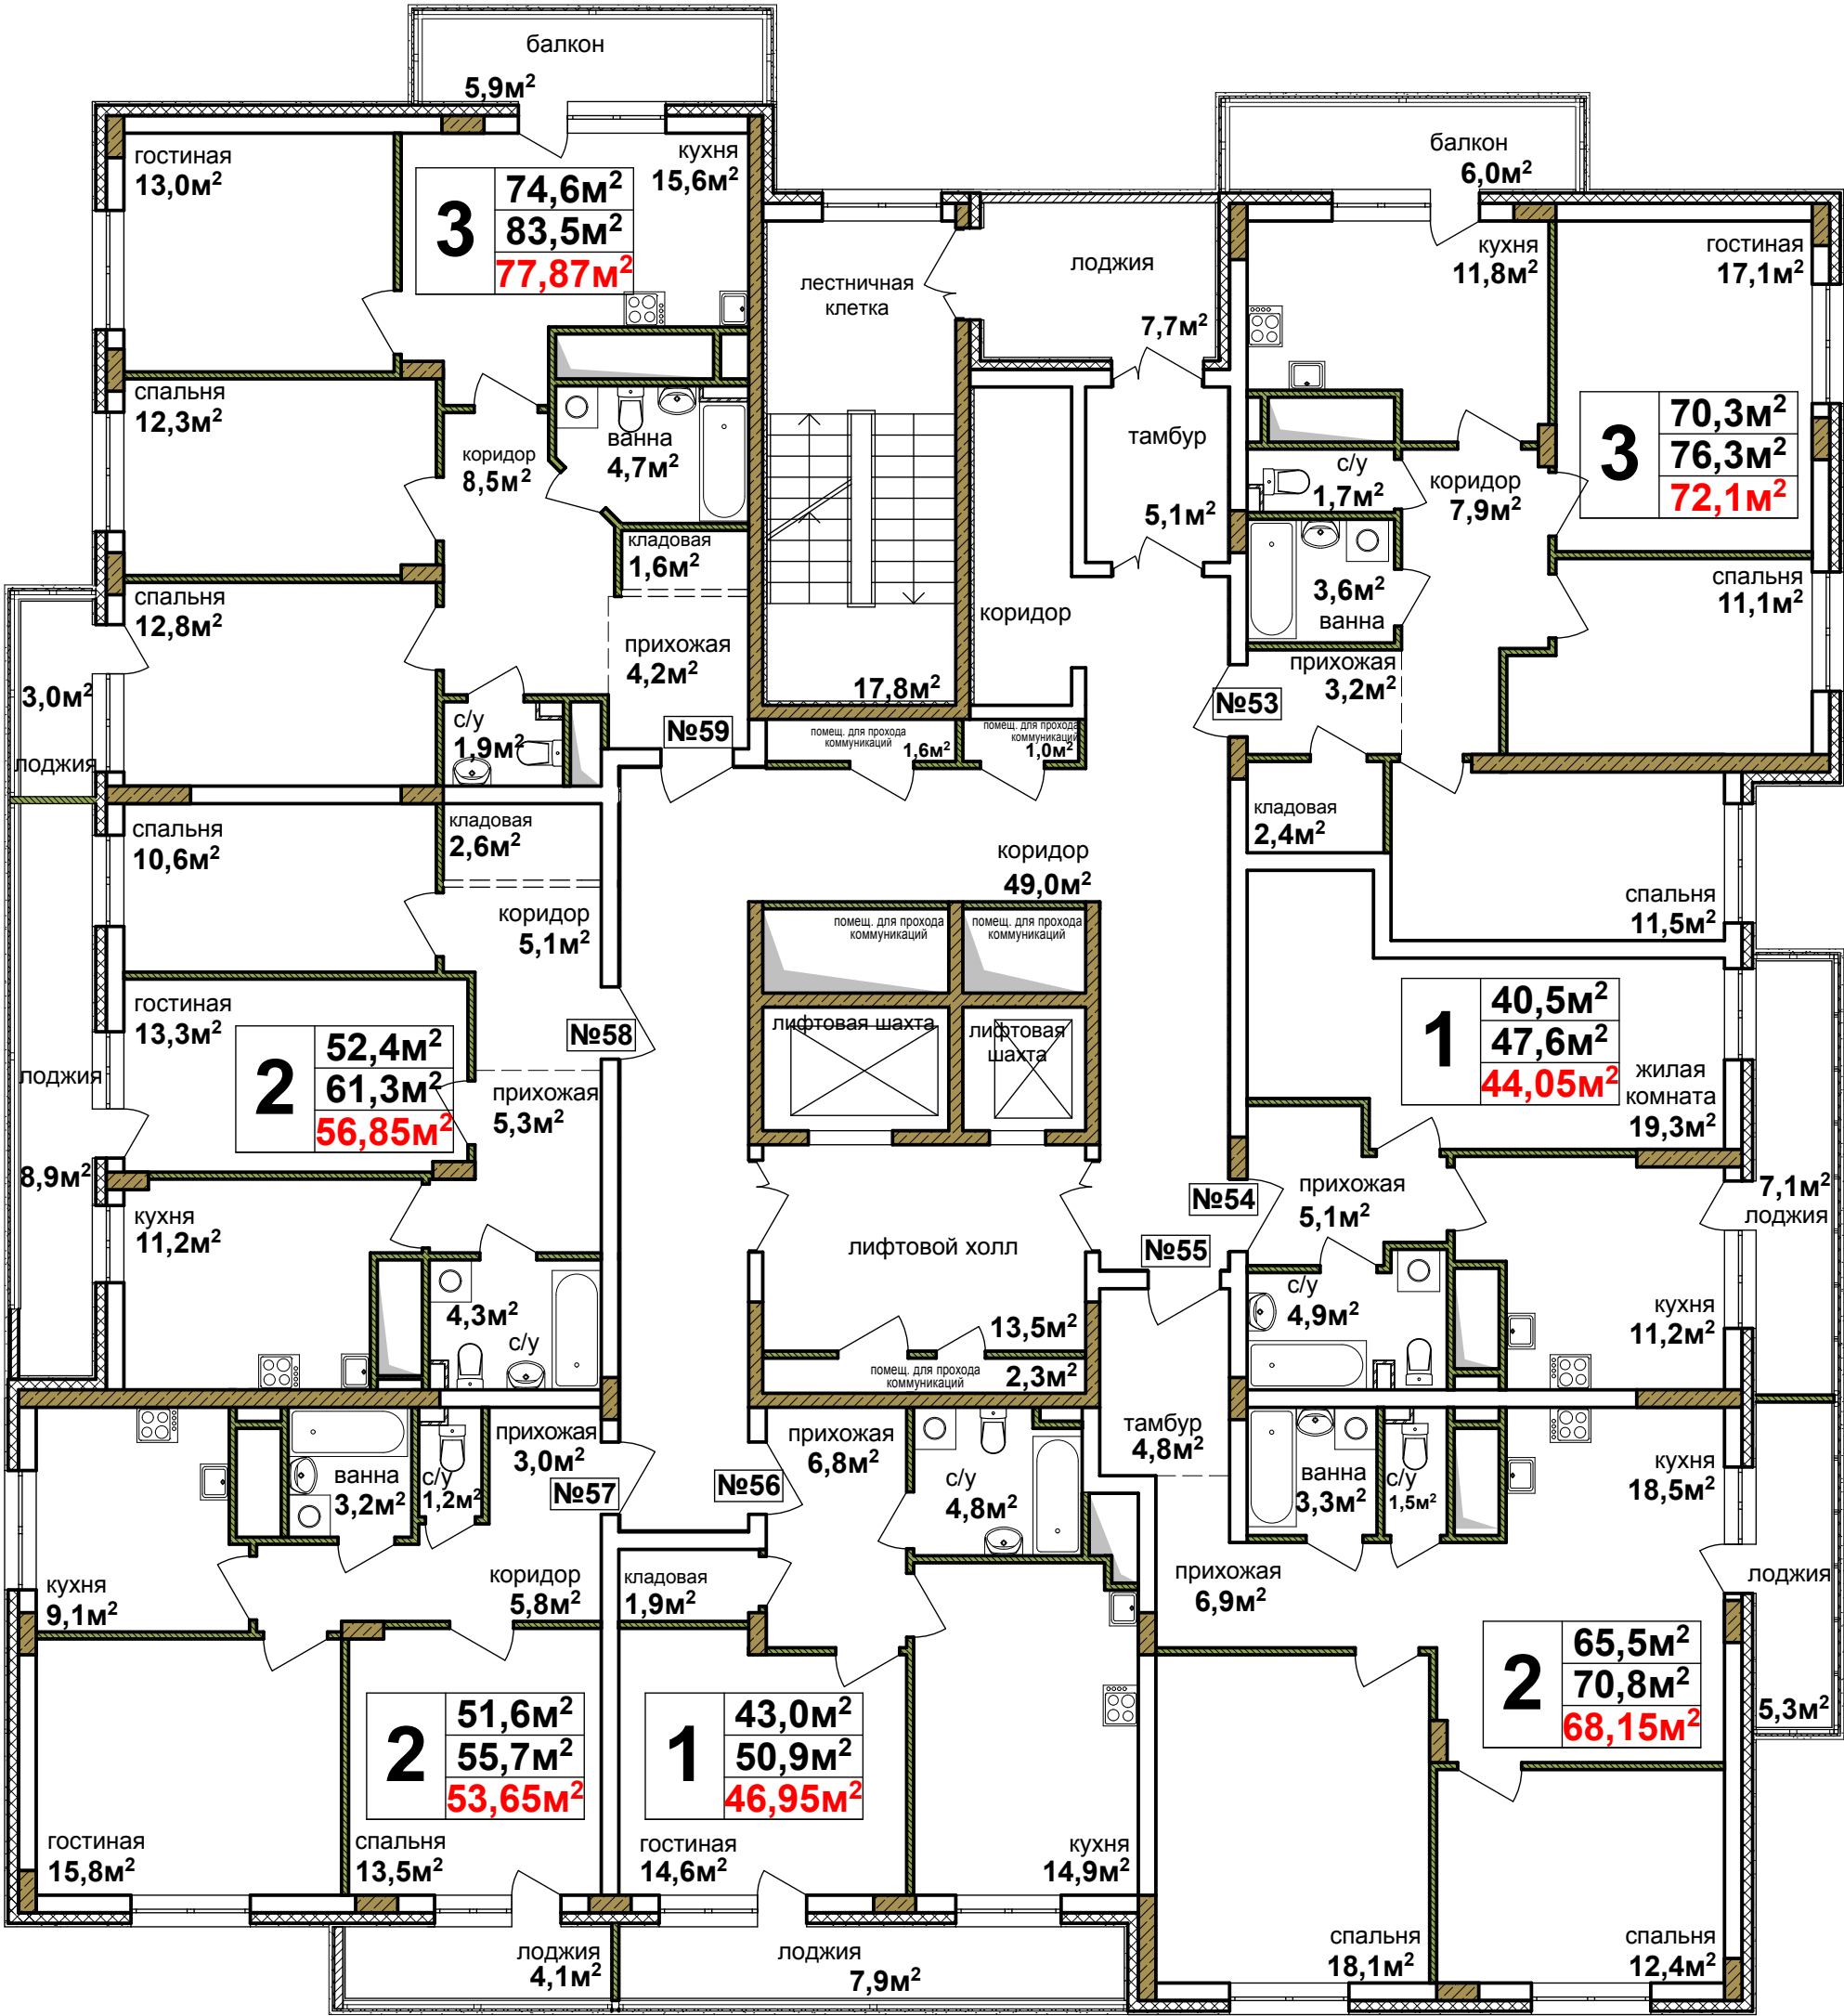 балкон
5,9м²
гостиная
13,0м²
кухня
15,6м²
3
74,6м²
83,5м²
77,87м²
балкон
6,0м²
кухня
11,8м²
гостиная
17,1м²
лестничная
клетка
лоджия
7,7м²
спальня
12,3м²
коридор
8,5м²
ванна
4,7м²
тамбур
5,1м²
с/у
1,7м²
коридор
7,9м²
3
70,3м²
76,3м²
72,1м²
кладовая
1,6м²
спальня
12,8м²
прихожая
4,2м²
коридор
17,8м²
3,6м²
ванна
спальня
11,1м²
прихожая
3,2м²
3,0м²
лоджия
с/у
1,9м²
№59
помещ. для прохода
коммуникаций
1,6м²
помещ. для прохода
коммуникаций
1,0м²
№53
кладовая
2,4м²
спальня
10,6м²
кладовая
2,6м²
коридор
49,0м²
спальня
11,5м²
коридор
5,1м²
помещ. для прохода
коммуникаций
помещ. для прохода
коммуникаций
гостиная
13,3м²
2
52,4м²
61,3м²
56,85м²
№58
лифтовая шахта
лифтовая
шахта
1
40,5м²
47,6м²
44,05м²
жилая
комната
19,3м²
лоджия
8,9м²
прихожая
5,3м²
кухня
11,2м²
№54
прихожая
5,1м²
7,1м²
лоджия
лифтовой холл
13,5м²
№55
4,3м²
с/у
с/у
4,9м²
кухня
11,2м²
помещ. для прохода
коммуникаций
2,3м²
прихожая
3,0м²
ванна
3,2м²
с/у
1,2м²
№57
№56
прихожая
6,8м²
с/у
4,8м²
тамбур
4,8м²
ванна
3,3м²
с/у
1,5м²
кухня
18,5м²
кухня
9,1м²
коридор
5,8м²
кладовая
1,9м²
прихожая
6,9м²
лоджия
5,3м²
2
65,5м²
70,8м²
68,15м²
2
51,6м²
55,7м²
53,65м²
1
43,0м²
50,9м²
46,95м²
гостиная
15,8м²
спальня
13,5м²
гостиная
14,6м²
кухня
14,9м²
спальня
18,1м²
спальня
12,4м²
лоджия
4,1м²
лоджия
7,9м²